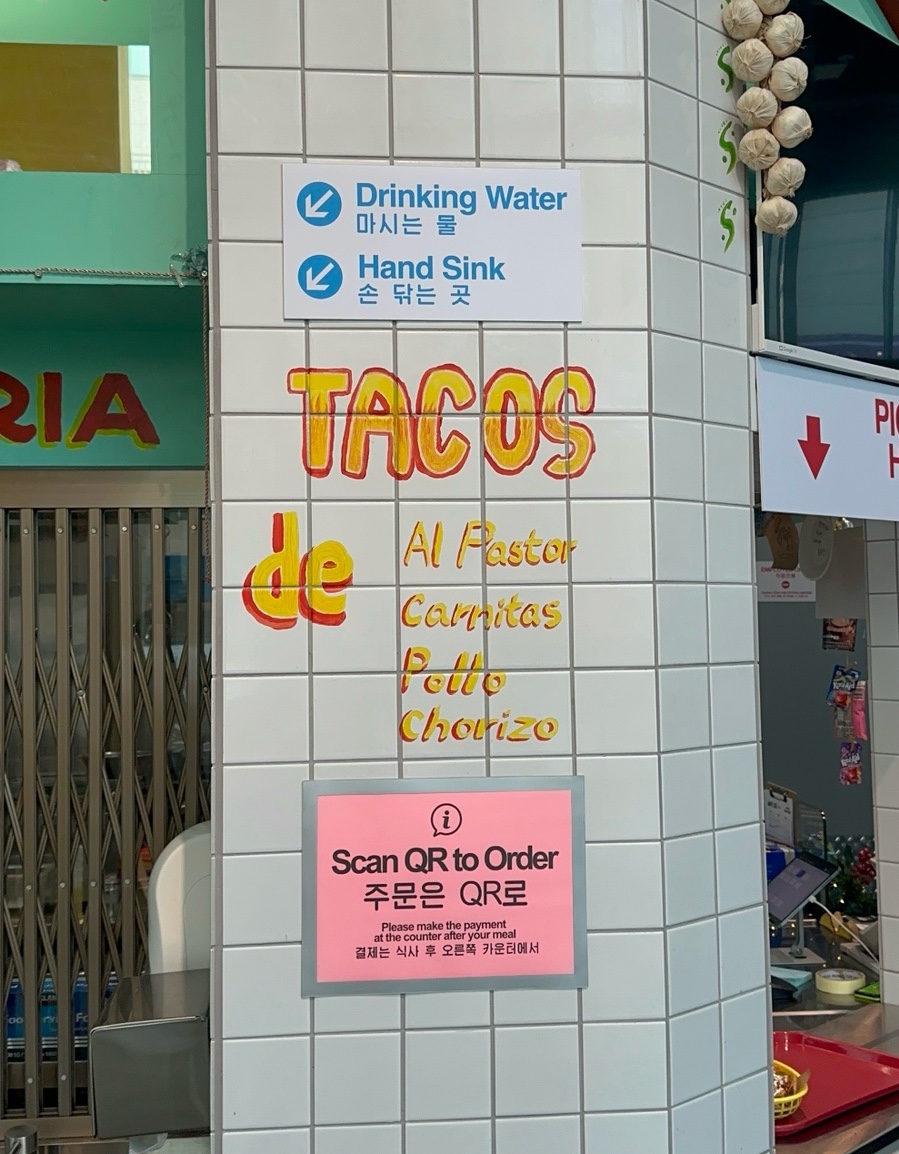 Drinking Water
마시는 물
Hand Sink
손 닦는 곳
RIA
TACOS
de
Al Pastor
Carnitas
Pollo
Chorizo
Scan QR to Order
주문은 QR로
Please make the payment
at the counter after your meal
결제는 식사 후 오른쪽 카운터에서